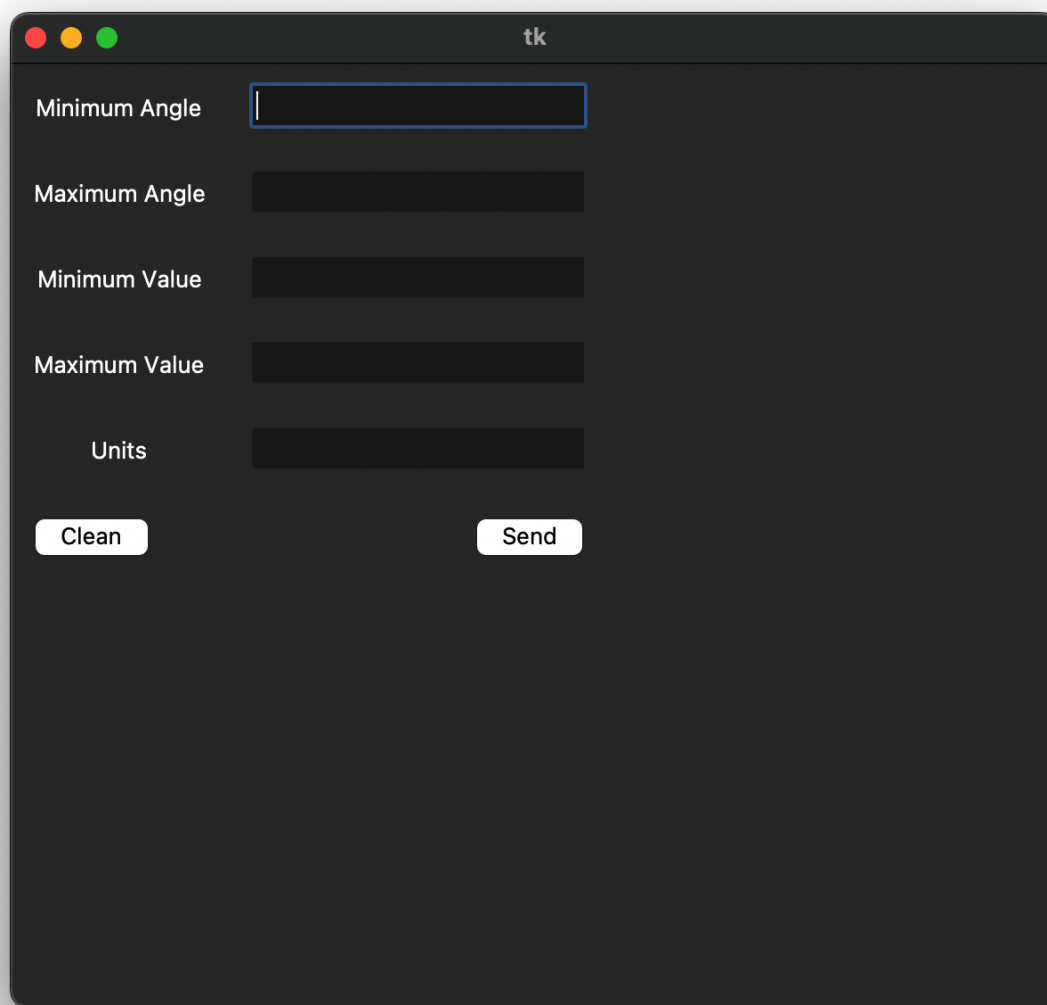 tk
Minimum Angle
Maximum Angle
Minimum Value
Maximum Value
Units
Clean Send